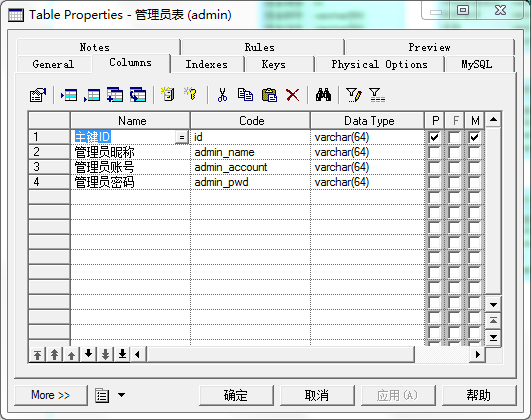 Table Properties - 管理员表 (admin)
Notes Rules Preview
General Columns Indexes Keys Physical Options MySQL
Name Code Data Type P F M
1 主键ID = id varchar(64)
2 管理员昵称 admin_name varchar(64)
3 管理员账号 admin_account varchar(64)
4 管理员密码 admin_pwd varchar(64)
More >> 确定 取消 应用(A) 帮助